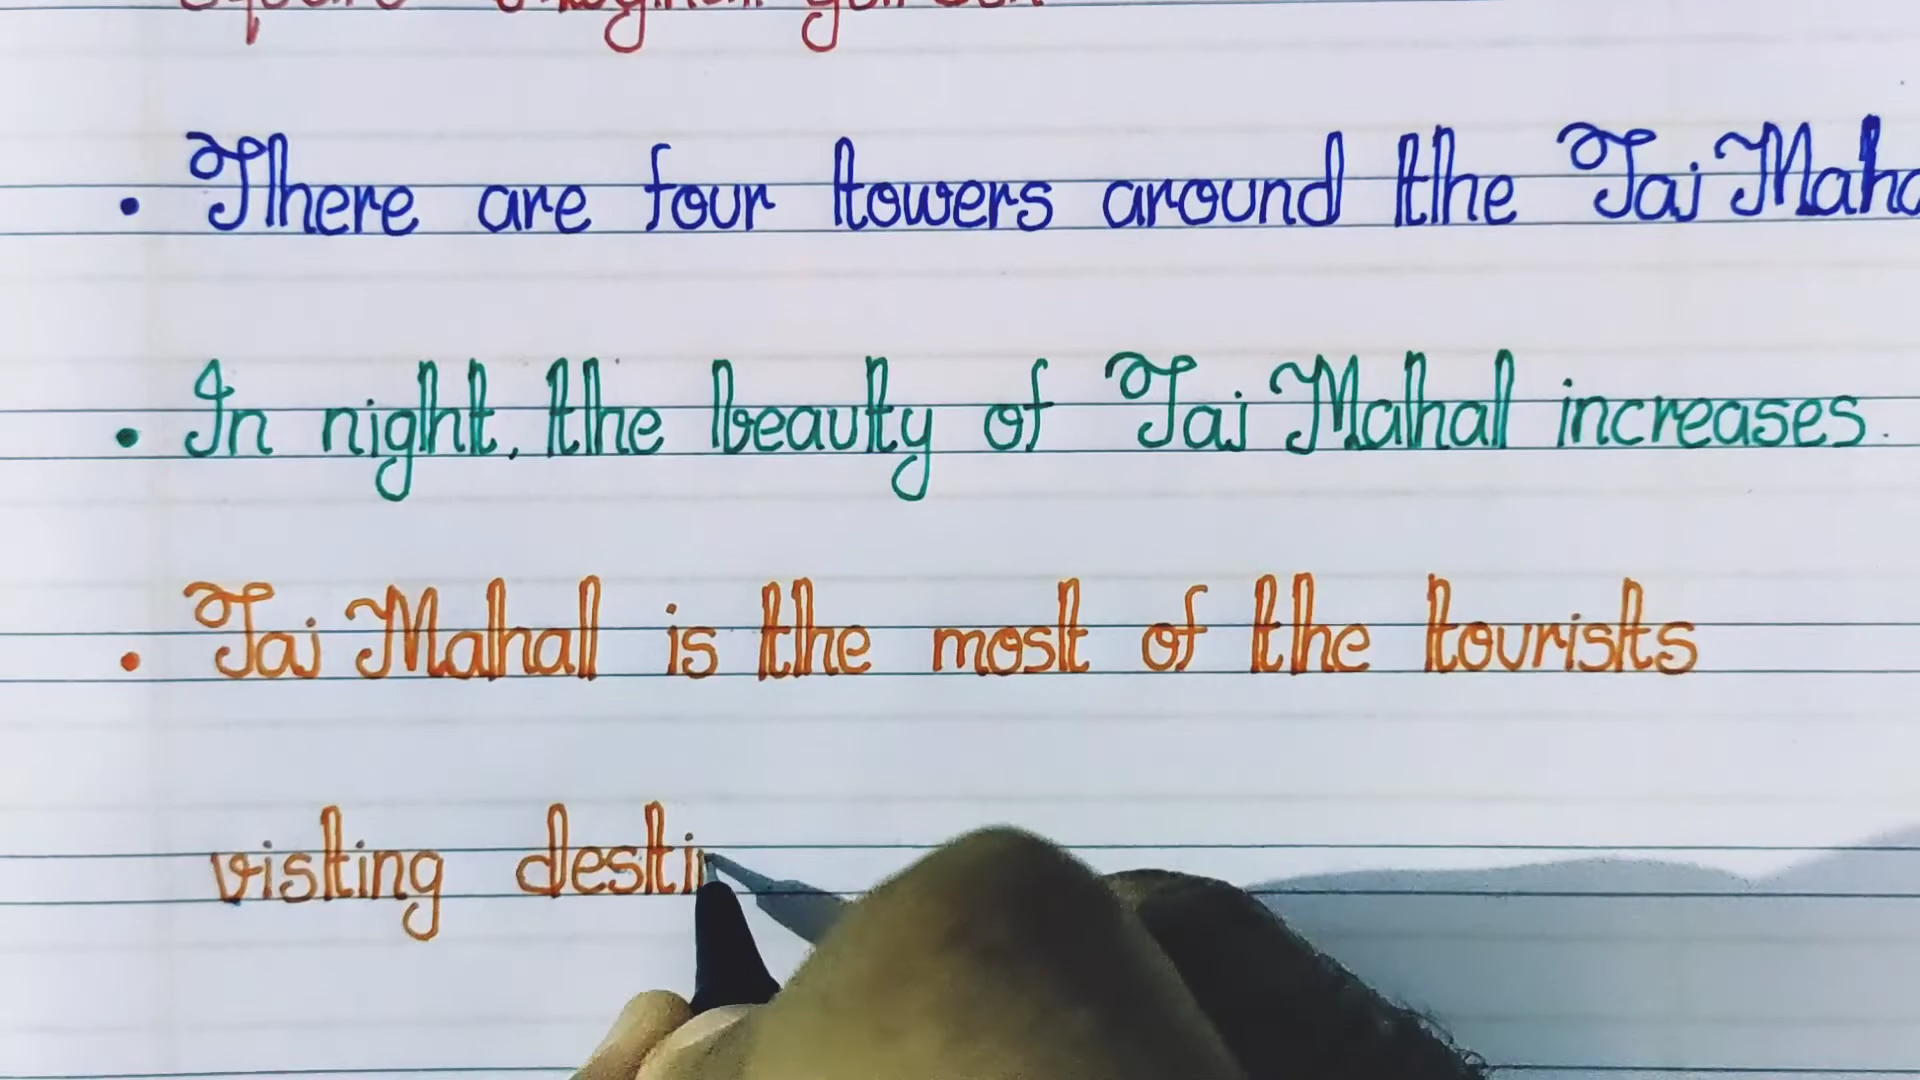 • There are four towers around the Taj Maha
• In night, the beauty of Taj Mahal increases.
• Taj Mahal is the most of the tourists
visting desti